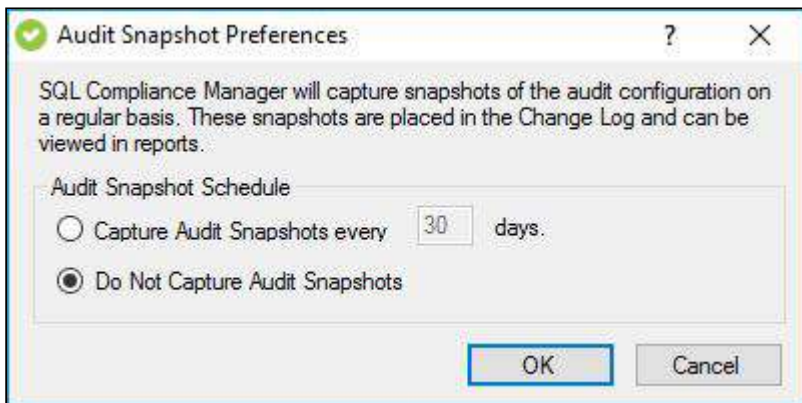 Audit Snapshot Preferences ?
SQL Compliance Manager will capture snapshots of the audit configuration on
a regular basis. These snapshots are placed in the Change Log and can be
viewed in reports.
Audit Snapshot Schedule
Capture Audit Snapshots every 30 days.
Do Not Capture Audit Snapshots
OK Cancel